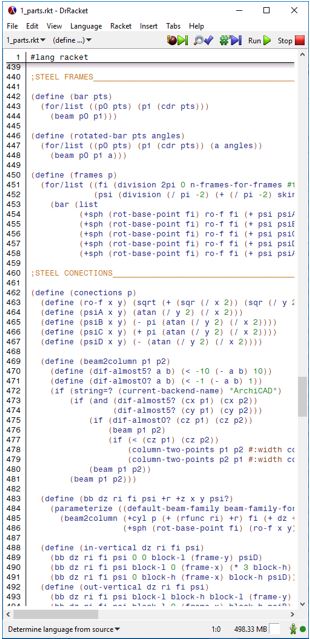 1_parts.rkt - DrRacket
File Edit View Language Racket Insert Tabs Help
1_parts.rkt (define ...) Run Stop
1 #lang racket
439
440 ;STEEL FRAMES
441
442 (define (bar pts)
443 (for/list ((p0 pts) (p1 (cdr pts)))
444 (beam p0 p1)))
445
446 (define (rotated-bar pts angles)
447 (for/list ((p0 pts) (p1 (cdr pts)) (a angles))
448 (beam p0 p1 a)))
449
450 (define (frames p)
451 (for/list ((fi (division 2pi 0 n-frames-for-frames #t
452 (psi (division (/ pi -2) (+ (/ pi -2) skin
453 (bar (list
454 (+sph (rot-base-point fi) ro-f fi (+ psi psiA
455 (+sph (rot-base-point fi) ro-f fi (+ psi
456 (+sph (rot-base-point fi) ro-f fi (+ psi
457 (+sph (rot-base-point fi) ro-f fi (+ psi
458 (+sph (rot-base-point fi) ro-f fi (+ psi
459
460 ;STEEL CONECTIONS
461
462 (define (conections p)
463 (define (ro-f x y) (sqrt (+ (sqr (/ x 2)) (sqr (/ y 2
464 (define (psiA x y) (atan (/ y 2) (/ x 2)))
465 (define (psiB x y) (- pi (atan (/ y 2) (/ x 2))))
466 (define (psiC x y) (+ pi (atan (/ y 2) (/ x 2))))
467 (define (psiD x y) (- (atan (/ y 2) (/ x 2))))
468
469 (define (beam2column p1 p2)
470 (define (dif-almost5? a b) (< -10 (- a b) 10))
471 (define (dif-almost0? a b) (< -1 (- a b) 1))
472 (if (string=? (current-backend-name) "ArchiCAD")
473 (if (and (dif-almost5? (cx p1) (cx p2))
474 (dif-almost5? (cy p1) (cy p2)))
475 (if (dif-almost0? (cz p1) (cz p2))
476 (beam p1 p2)
477 (if (< (cz p1) (cz p2))
478 (column-two-points p1 p2 #:width co
479 (column-two-points p2 p1 #:width co
480 (beam p1 p2))
481 (beam p1 p2)))
482
483 (define (bb dz ri fi psi +r +z x y psi?)
484 (parameterize ((default-beam-family beam-family-for
485 (beam2column (+cyl p (+ (rfunc ri) +r) fi (+ dz
486 (+sph (rot-base-point fi) (ro-f x y
487
488 (define (in-vertical dz ri fi psi)
489 (bb dz ri fi psi 0 0 block-l (frame-y) psiD)
490 (bb dz ri fi psi block-l 0 (frame-x) (* 3 block-h)
491 (bb dz ri fi psi 0 block-h (frame-x) block-h psiD))
492 (define (out-vertical dz ri fi psi)
493 (bb dz ri fi psi block-l block-h block-l (frame-y)
Determine language from source 1:0 498.33 MB